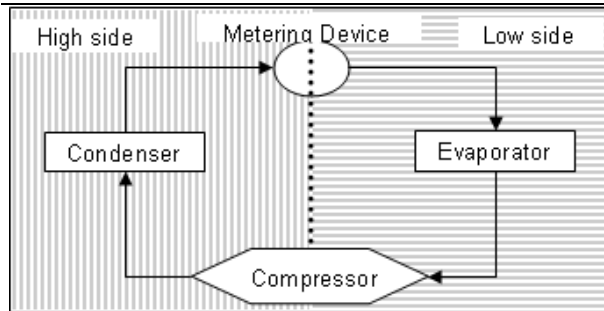 High side
Metering Device
Low side
Condenser
Evaporator
Compressor